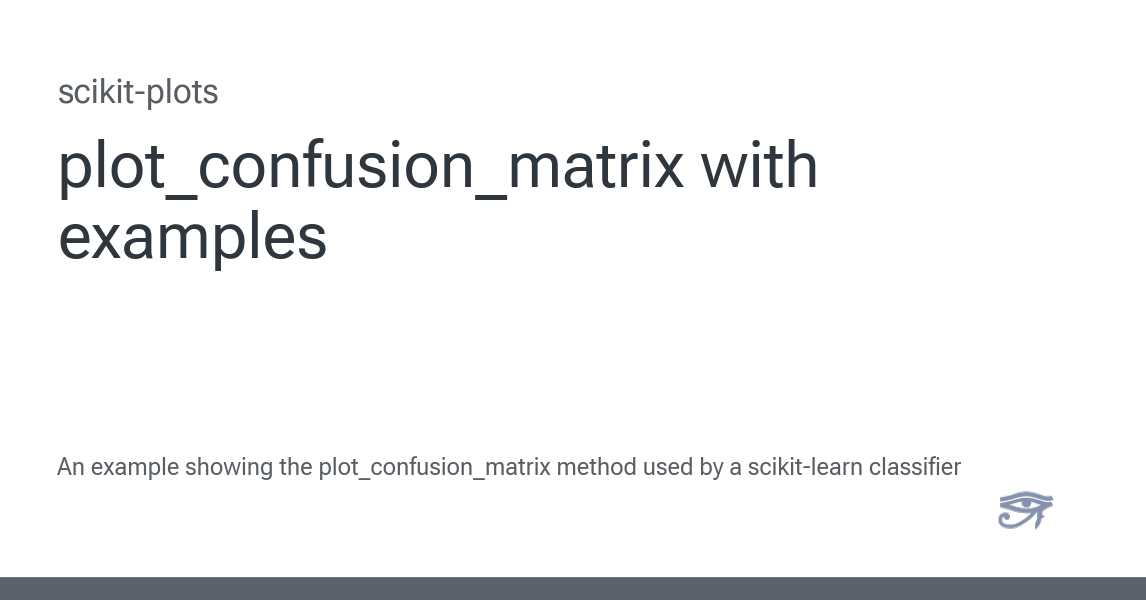 scikit-plots
plot_confusion_matrix with
examples
An example showing the plot_confusion_matrix method used by a scikit-learn classifier